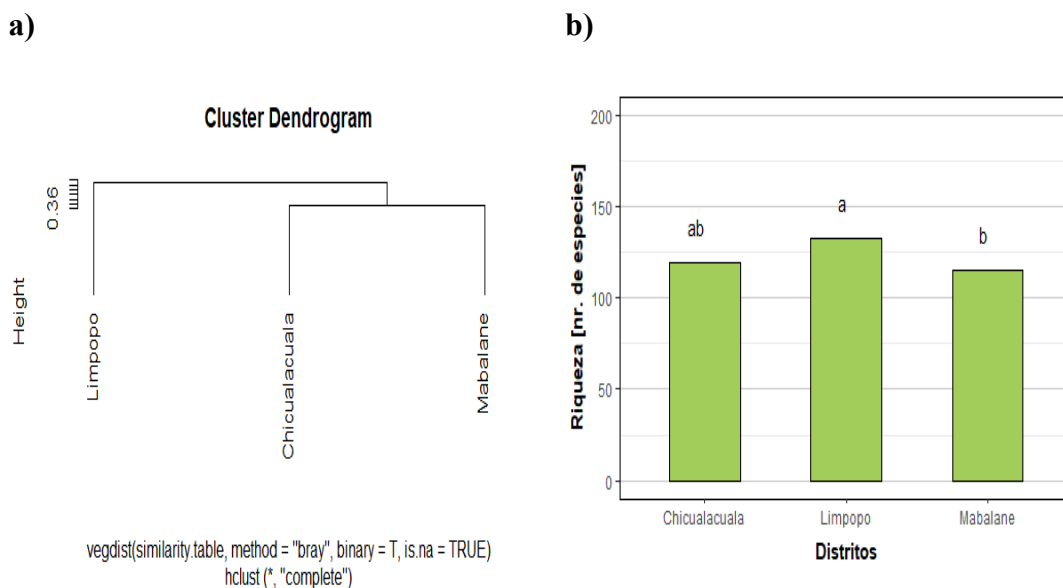 a)
Cluster Dendrogram
0.36
Height
Limpopo
Chicualacuala
Mabalane
vegdist(similarity.table, method = "bray", binary = T, is.na = TRUE)
hclust (*, "complete")
b)
Riqueza [nr. de especies]
200
150
100
50
0
ab
a
b
Chicualacuala
Limpopo
Mabalane
Distritos